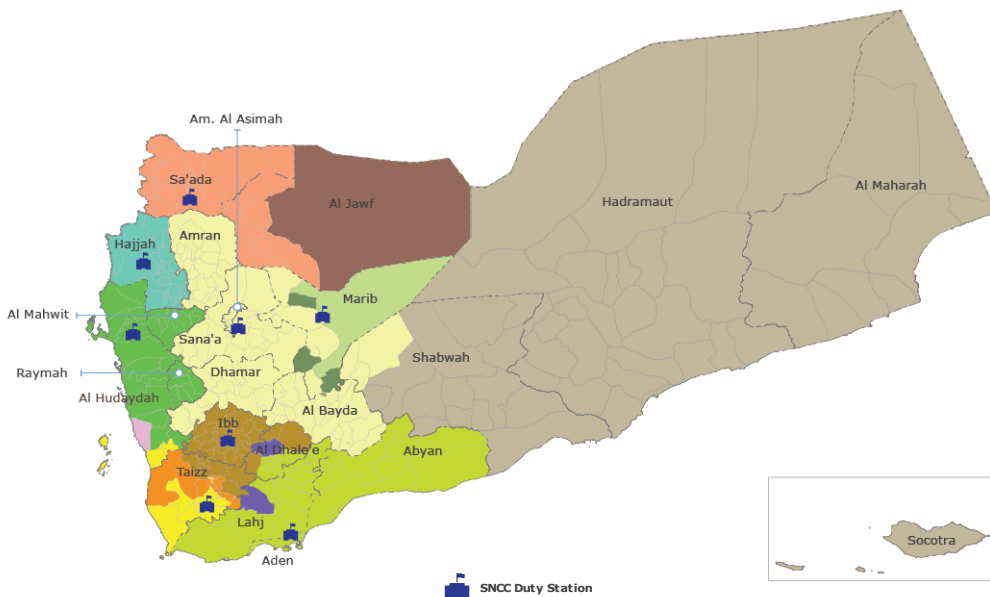 Am. Al Asimah
Sa'ada
Al Jawf
Hadramaut
Al Maharah
Hajjah
Amran
Marib
Al Mahwit
Sana'a
Shabwah
Raymah
Dhamar
Al Hudaydah
Al Bayda
Ibb
Al Dhale'e
Abyan
Taizz
Lahj
Aden
Socotra
SNCC Duty Station